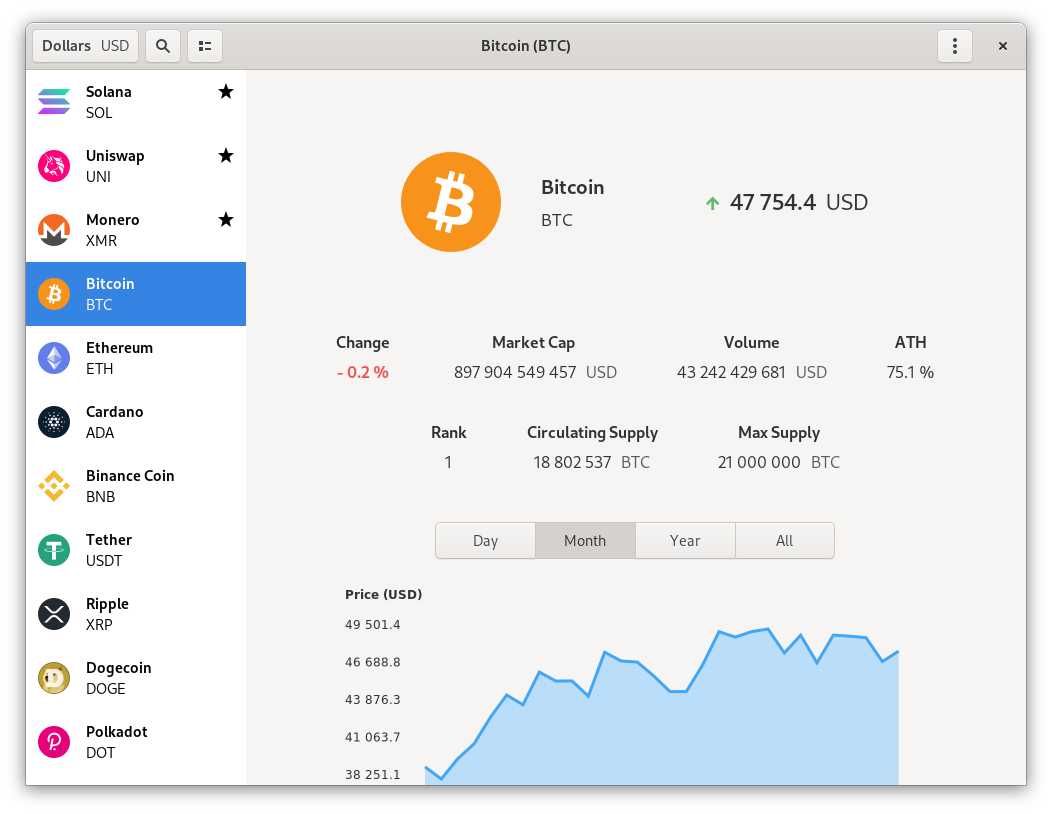 Dollars USD
Bitcoin (BTC)
Solana
SOL
Uniswap
UNI
Monero
XMR
Bitcoin
BTC
Ethereum
ETH
Cardano
ADA
Binance Coin
BNB
Tether
USDT
Ripple
XRP
Dogecoin
DOGE
Polkadot
DOT
Bitcoin
BTC
47 754.4 USD
Change Market Cap Volume ATH
- 0.2 % 897 904 549 457 USD 43 242 429 681 USD 75.1 %
Rank Circulating Supply Max Supply
1 18 802 537 BTC 21 000 000 BTC
Day Month Year All
Price (USD)
49 501.4
46 688.8
43 876.3
41 063.7
38 251.1